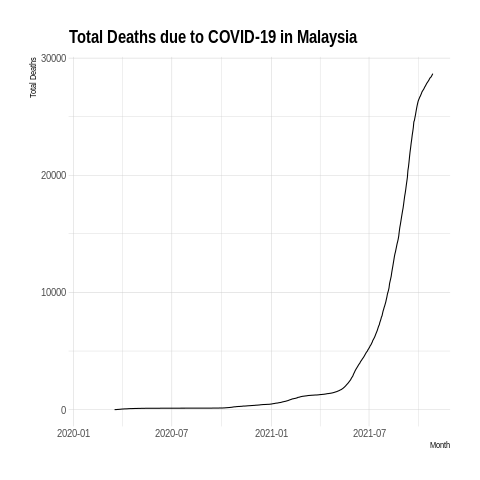 Total Deaths due to COVID-19 in Malaysia
Total Deaths
30000
20000
10000
0
2020-01 2020-07 2021-01 2021-07
Month